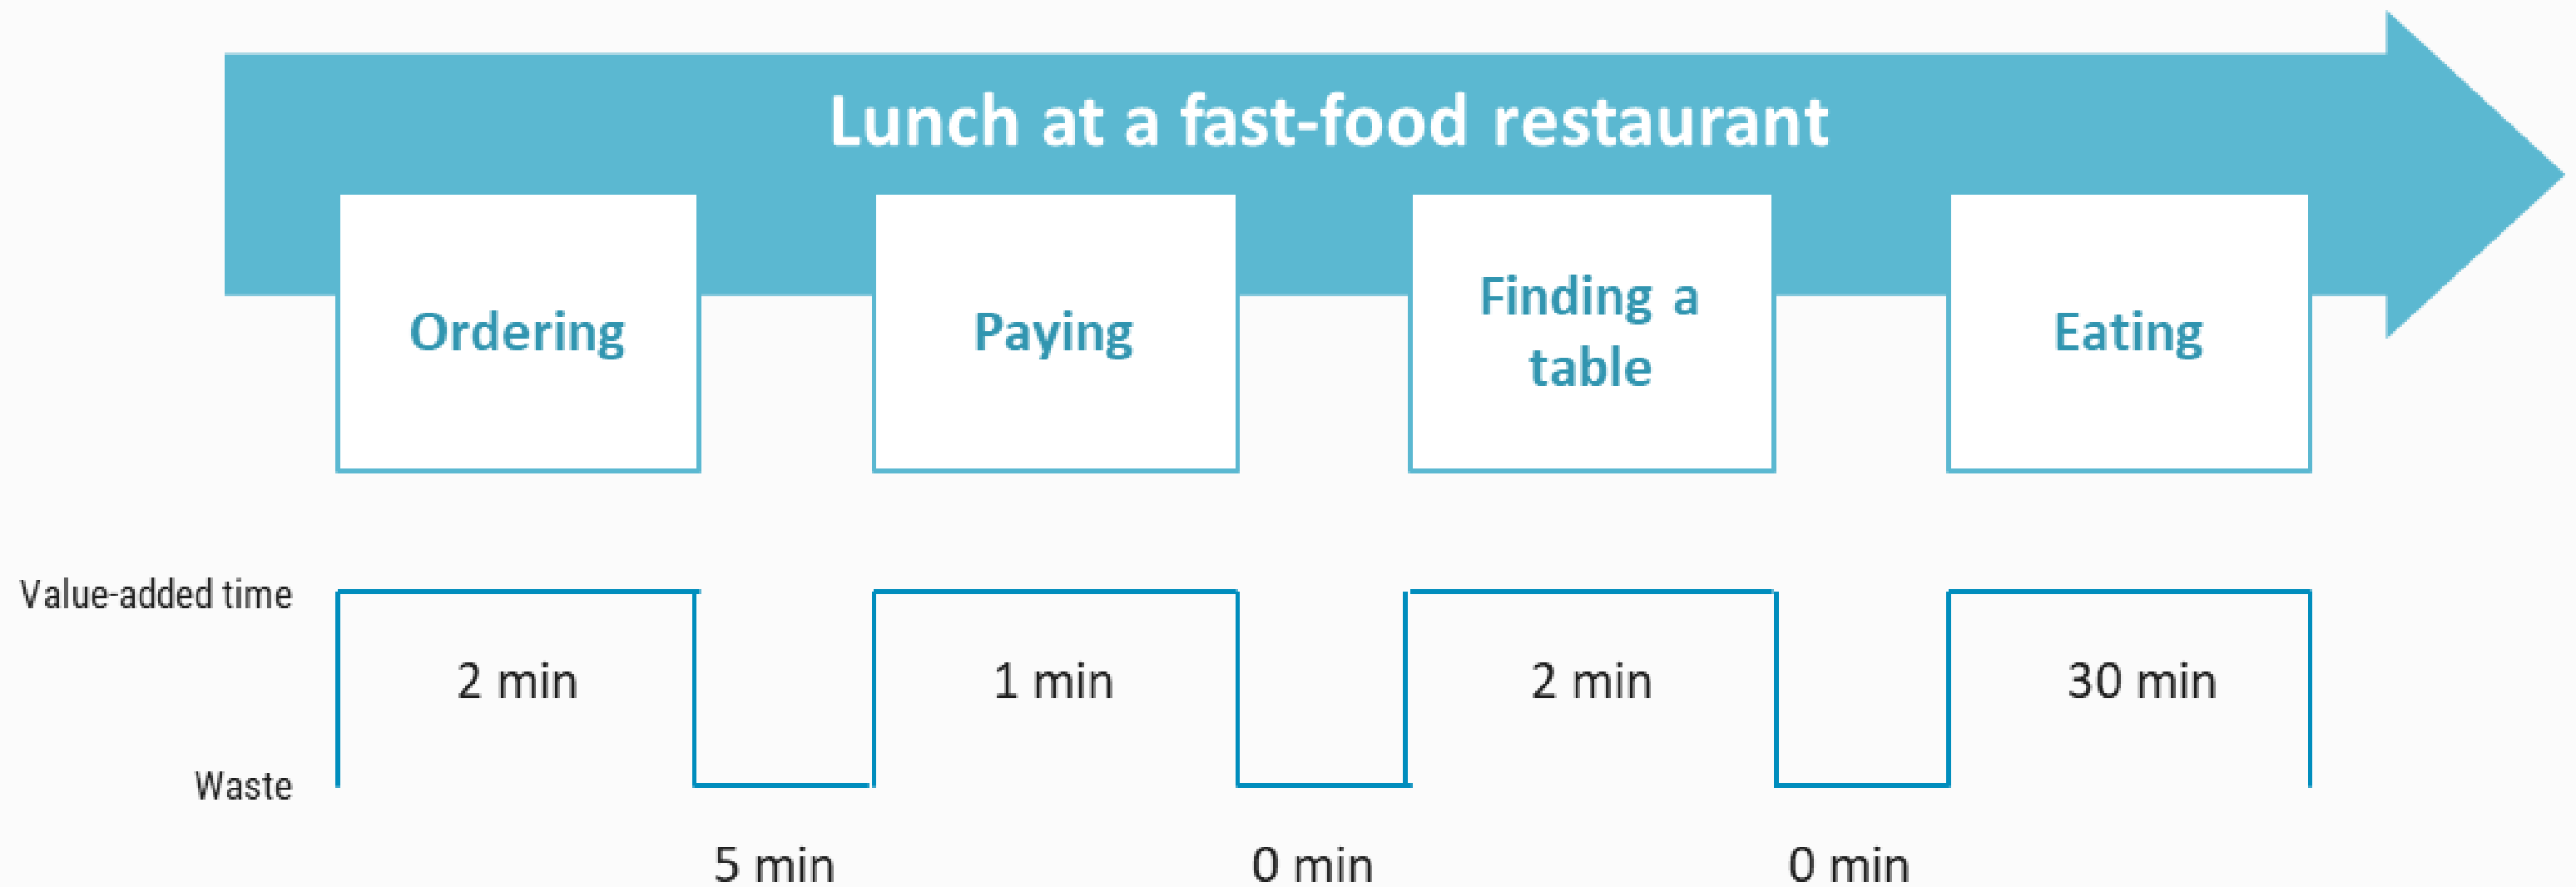 Lunch at a fast-food restaurant
Ordering
Paying
Finding a
table
Eating
Value-added time
2 min
1 min
2 min
30 min
Waste
5 min
0 min
0 min